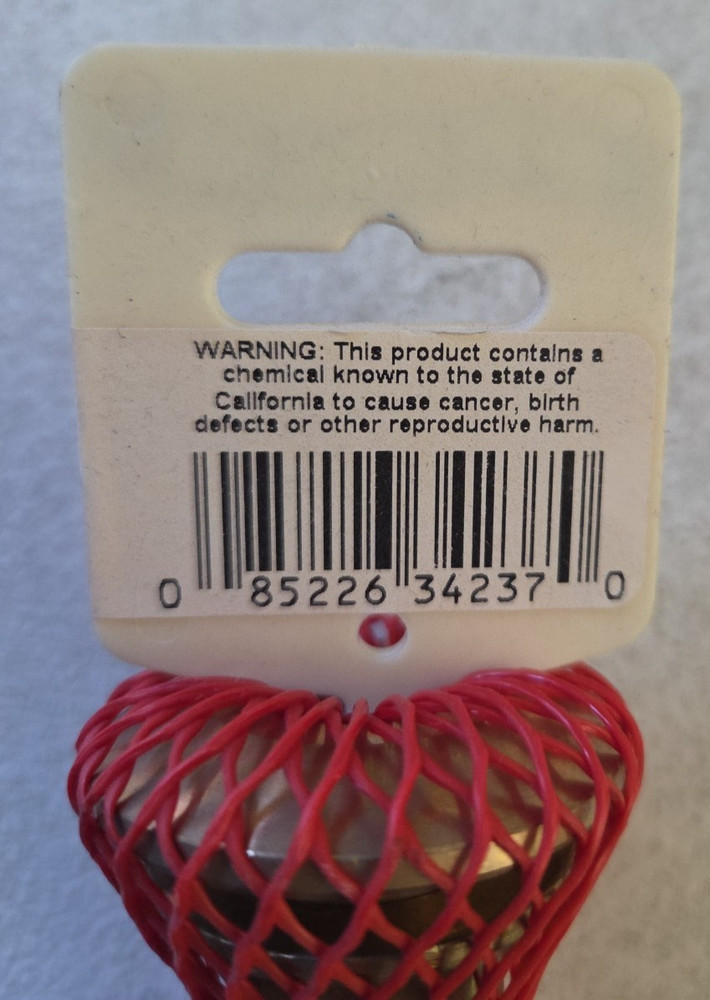 WARNING: This product contains a
chemical known to the state of
California to cause cancer, birth
defects or other reproductive harm.
0 85226 34237 0